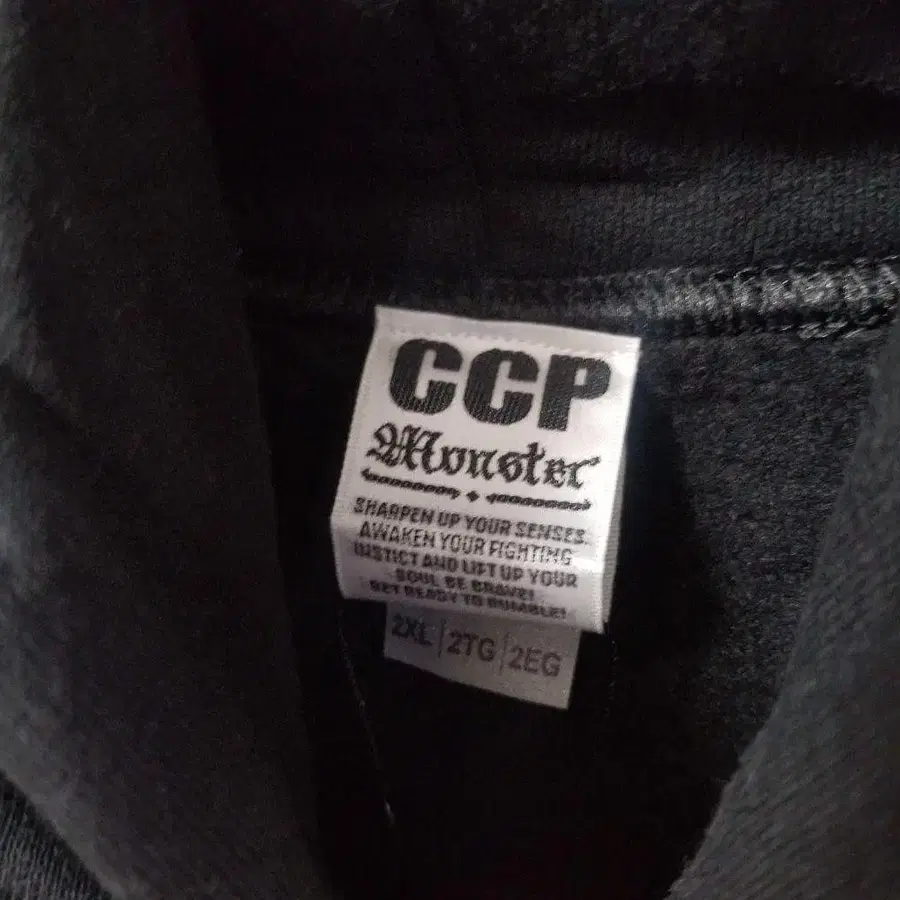 CCP
Monster
SHARPEN UP YOUR SENSES.
AWAKEN YOUR FIGHTING
INSTICT AND LIFT UP YOUR
SOUL BE BRAVE!
GET READY TO RUMBLE!
2XL | 2TG | 2EG